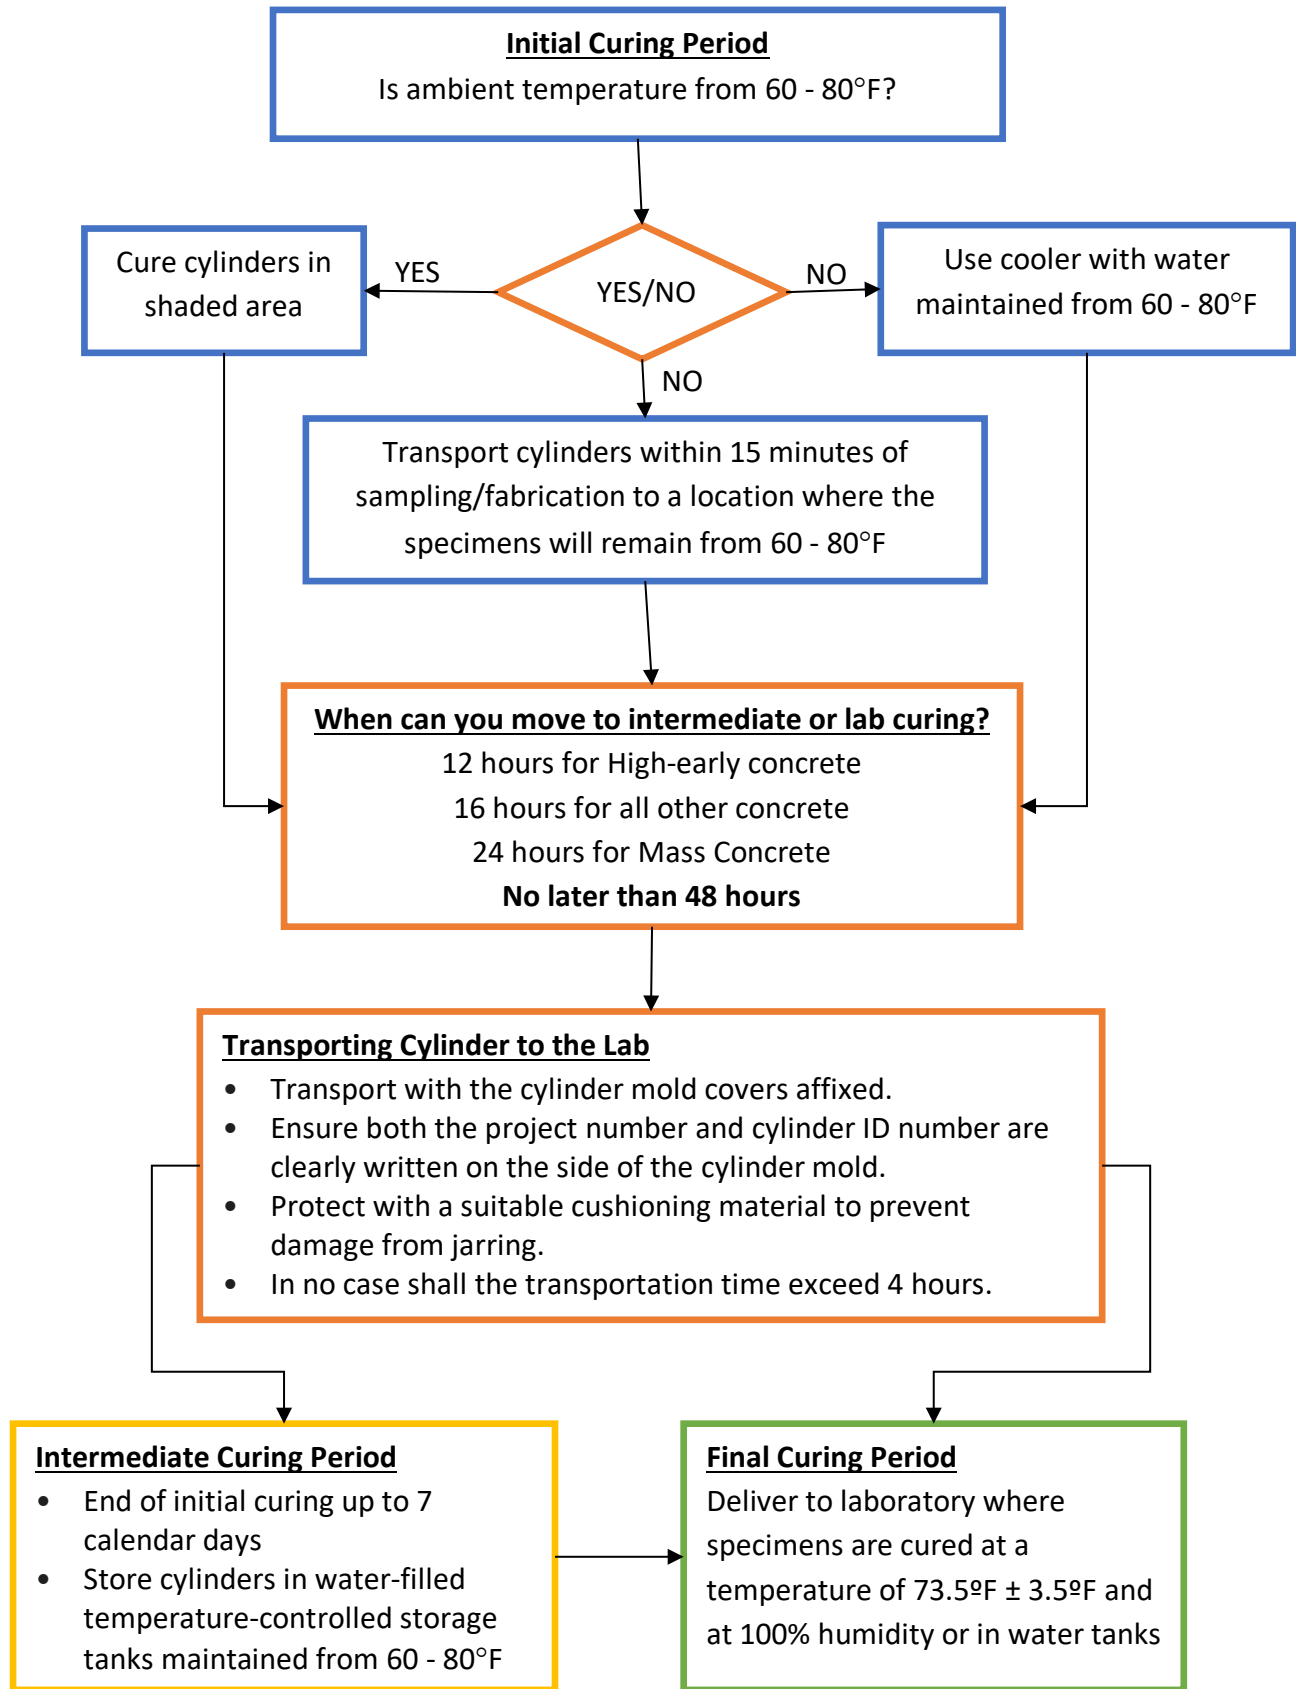 Initial Curing Period
Is ambient temperature from 60 - 80°F?
Cure cylinders in
shaded area
YES
YES/NO
NO
Use cooler with water
maintained from 60 - 80°F
NO
Transport cylinders within 15 minutes of
sampling/fabrication to a location where the
specimens will remain from 60 - 80°F
When can you move to intermediate or lab curing?
12 hours for High-early concrete
16 hours for all other concrete
24 hours for Mass Concrete
No later than 48 hours
Transporting Cylinder to the Lab
• Transport with the cylinder mold covers affixed.
• Ensure both the project number and cylinder ID number are
clearly written on the side of the cylinder mold.
• Protect with a suitable cushioning material to prevent
damage from jarring.
• In no case shall the transportation time exceed 4 hours.
Intermediate Curing Period
• End of initial curing up to 7
calendar days
• Store cylinders in water-filled
temperature-controlled storage
tanks maintained from 60 - 80°F
Final Curing Period
Deliver to laboratory where
specimens are cured at a
temperature of 73.5ºF ± 3.5ºF and
at 100% humidity or in water tanks